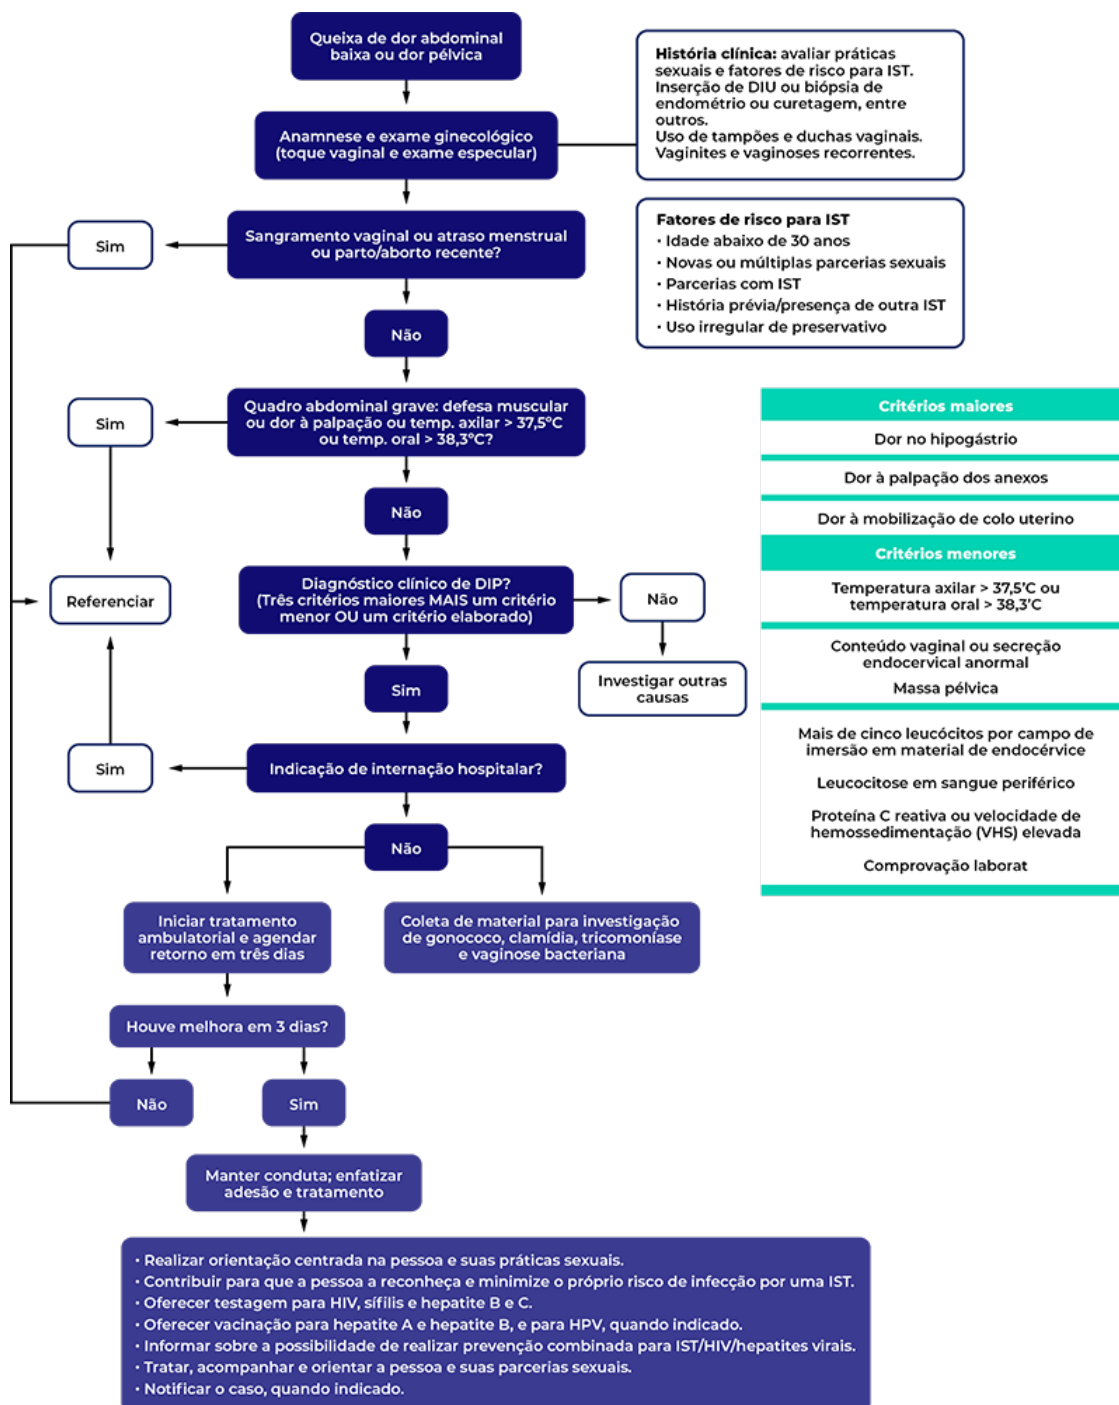 Queixa de dor abdominal
baixa ou dor pélvica
História clínica: avaliar práticas
sexuais e fatores de risco para IST.
Inserção de DIU ou biópsia de
endométrio ou curetagem, entre
outros.
Uso de tampões e duchas vaginais.
Vaginites e vaginoses recorrentes.
Anamnese e exame ginecológico
(toque vaginal e exame especular)
Fatores de risco para IST
• Idade abaixo de 30 anos
• Novas ou múltiplas parcerias sexuais
• Parcerias com IST
• História prévia/presença de outra IST
• Uso irregular de preservativo
Sim
Sangramento vaginal ou atraso menstrual
ou parto/aborto recente?
Não
Sim
Quadro abdominal grave: defesa muscular
ou dor à palpação ou temp. axilar > 37,5ºC
ou temp. oral > 38,3ºC?
Não
Referenciar
Diagnóstico clínico de DIP?
(Três critérios maiores MAIS um critério
menor OU um critério elaborado)
Não
Investigar outras
causas
Sim
Sim
Indicação de internação hospitalar?
Não
Iniciar tratamento
ambulatorial e agendar
retorno em três dias
Coleta de material para investigação
de gonococo, clamídia, tricomoníase
e vaginose bacteriana
Houve melhora em 3 dias?
Não
Sim
Manter conduta; enfatizar
adesão e tratamento
• Realizar orientação centrada na pessoa e suas práticas sexuais.
• Contribuir para que a pessoa a reconheça e minimize o próprio risco de infecção por uma IST.
• Oferecer testagem para HIV, sífilis e hepatite B e C.
• Oferecer vacinação para hepatite A e hepatite B, e para HPV, quando indicado.
• Informar sobre a possibilidade de realizar prevenção combinada para IST/HIV/hepatites virais.
• Tratar, acompanhar e orientar a pessoa e suas parcerias sexuais.
• Notificar o caso, quando indicado.
Critérios maiores
Dor no hipogástrio
Dor à palpação dos anexos
Dor à mobilização de colo uterino
Critérios menores
Temperatura axilar > 37,5'C ou
temperatura oral > 38,3'C
Conteúdo vaginal ou secreção
endocervical anormal
Massa pélvica
Mais de cinco leucócitos por campo de
imersão em material de endocérvice
Leucocitose em sangue periférico
Proteína C reativa ou velocidade de
hemossedimentação (VHS) elevada
Comprovação laborat